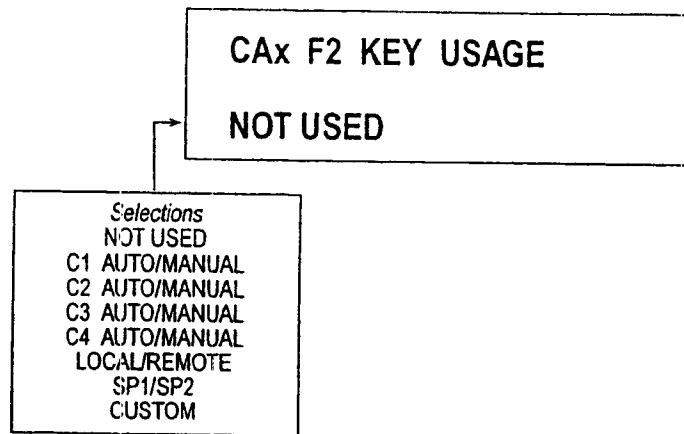 CAx F2 KEY USAGE
NOT USED
Selections
NOT USED
C1 AUTO/MANUAL
C2 AUTO/MANUAL
C3 AUTO/MANUAL
C4 AUTO/MANUAL
LOCAL/REMOTE
SP1/SP2
CUSTOM